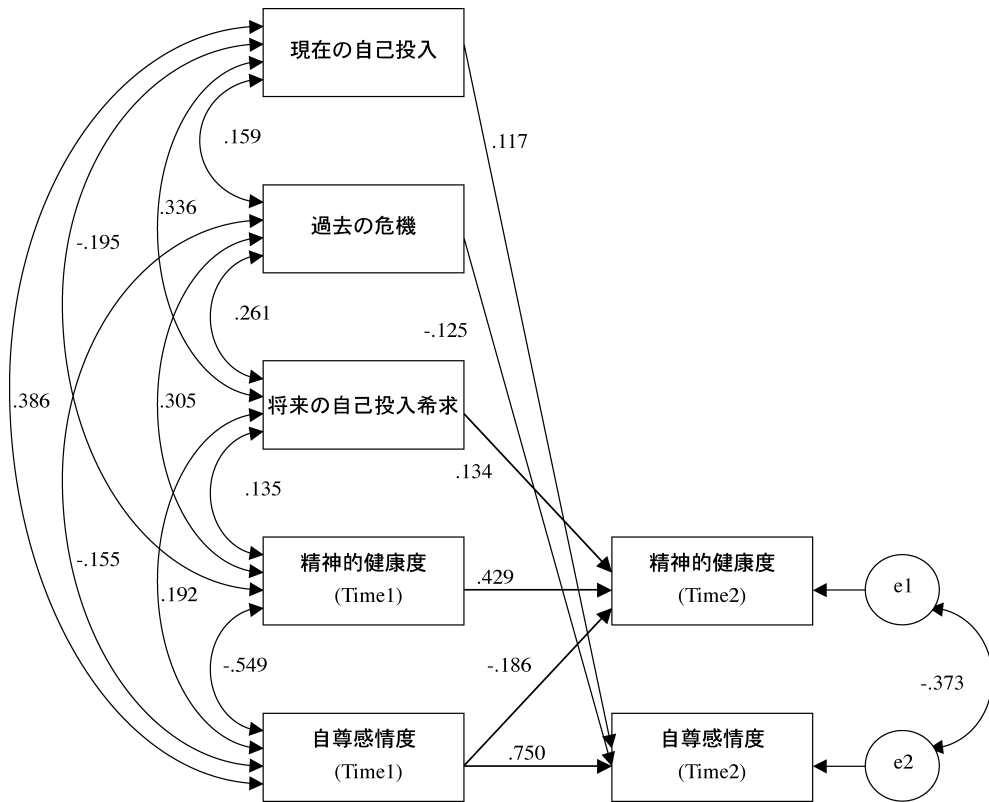 現在の自己投入
.117
.159
.336
過去の危機
-.195
.261
-.125
.386
.305
将来の自己投入希求
.134
.135
精神的健康度
(Time1)
.429
精神的健康度
(Time2)
e1
-.155
.192
-.549
-.186
-.373
自尊感情度
(Time1)
.750
自尊感情度
(Time2)
e2